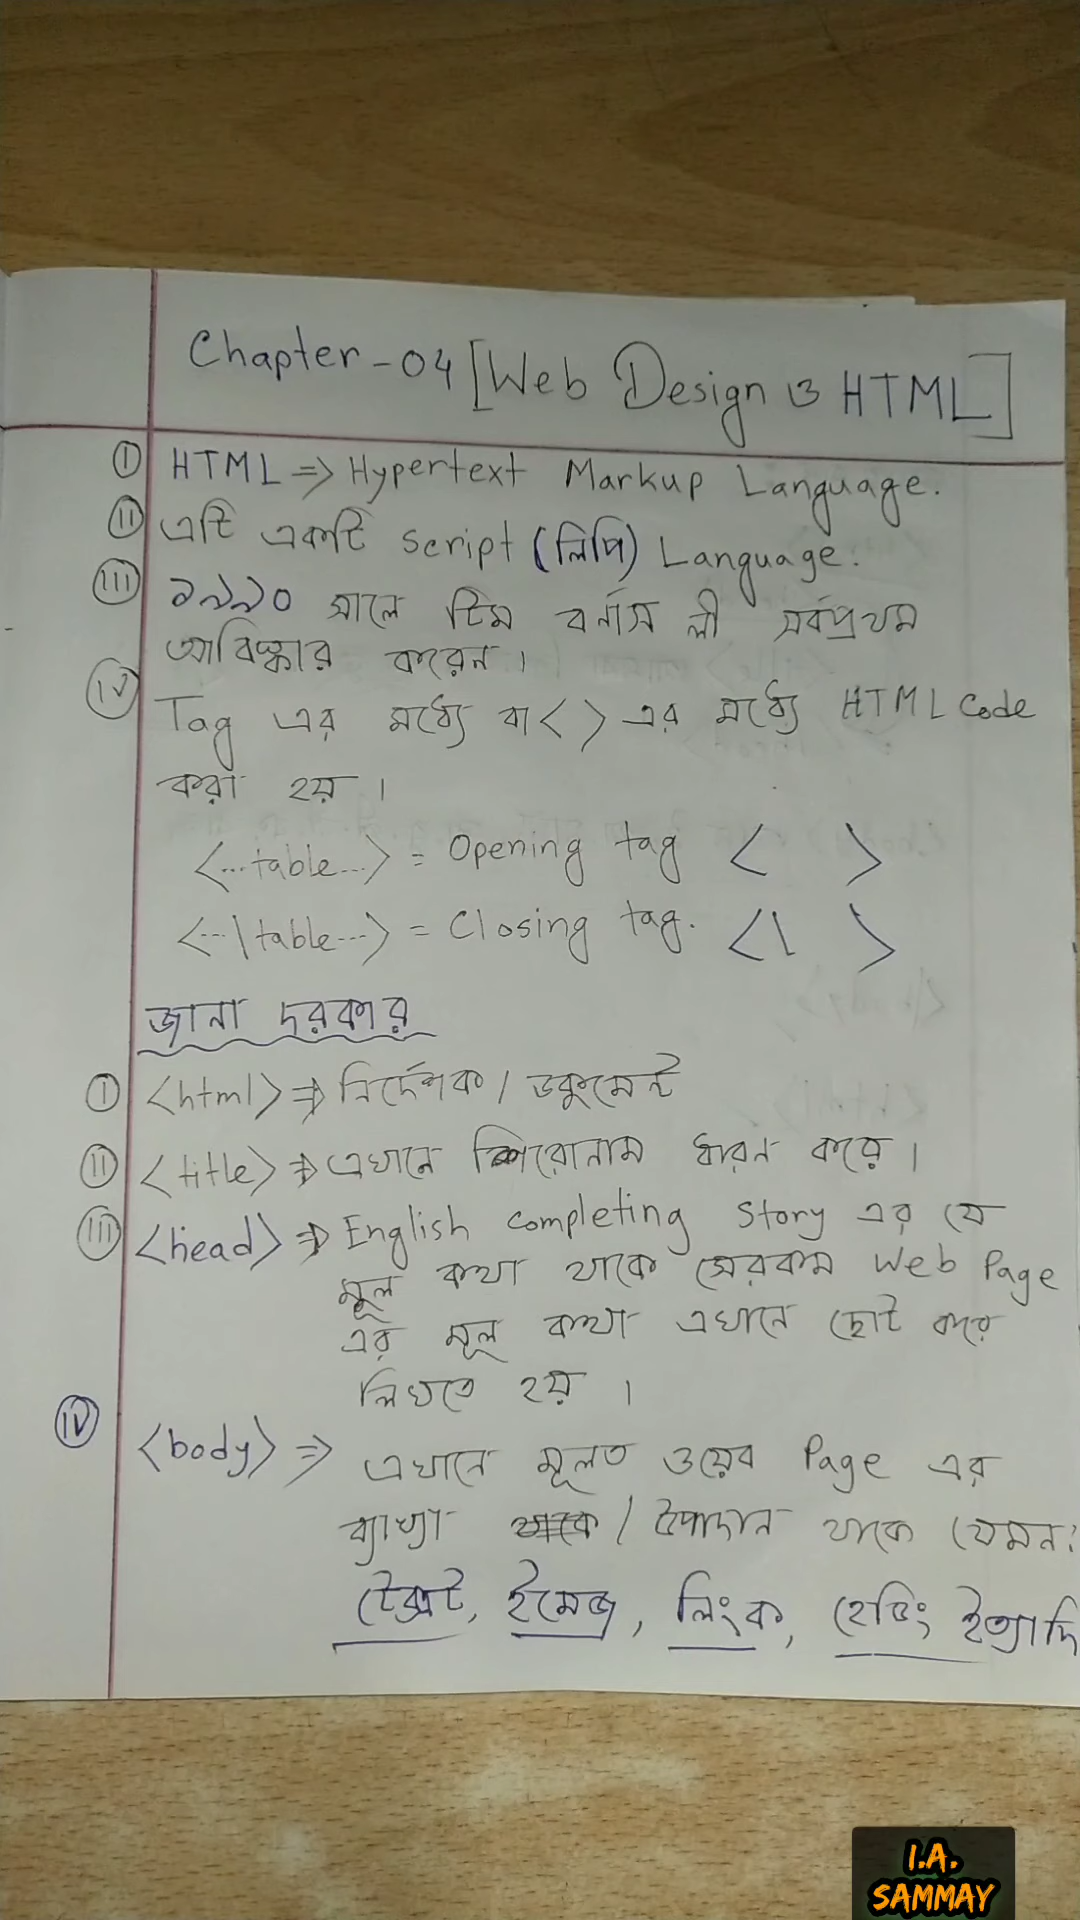 Chapter-04 [Web Design ও HTML]
(i) HTML => Hypertext Markup Language.
(ii) এটি একটি Script (লিপি) Language.
(iii) ১৯৯০ সালে টিম বার্নাস লী সর্বপ্রথম
আবিষ্কার করেন।
(iv) Tag এর মধ্যে বা < > এর মধ্যে HTML Code
করা হয়।
<...table...> = Opening tag < >
<...\table...> = Closing tag. <\ >
জানা দরকার
(i) <html> => নির্দেশক / ডকুমেন্ট
(ii) <title> => এখানে শিরোনাম ধারন করে।
(iii) <head> => English Completing Story এর যে
মূল কথা থাকে সেরকম Web Page
এর মূল কথা এখানে ছোট করে
লিখতে হয়।
(iv) <body> => এখানে মূলত ওয়েব Page এর
ব্যাখ্যা থাকে / উপাদান থাকে যেমন:
টেক্সট, ইমেজ, লিংক, হেডিং ইত্যাদি
I.A.
SAMMAY